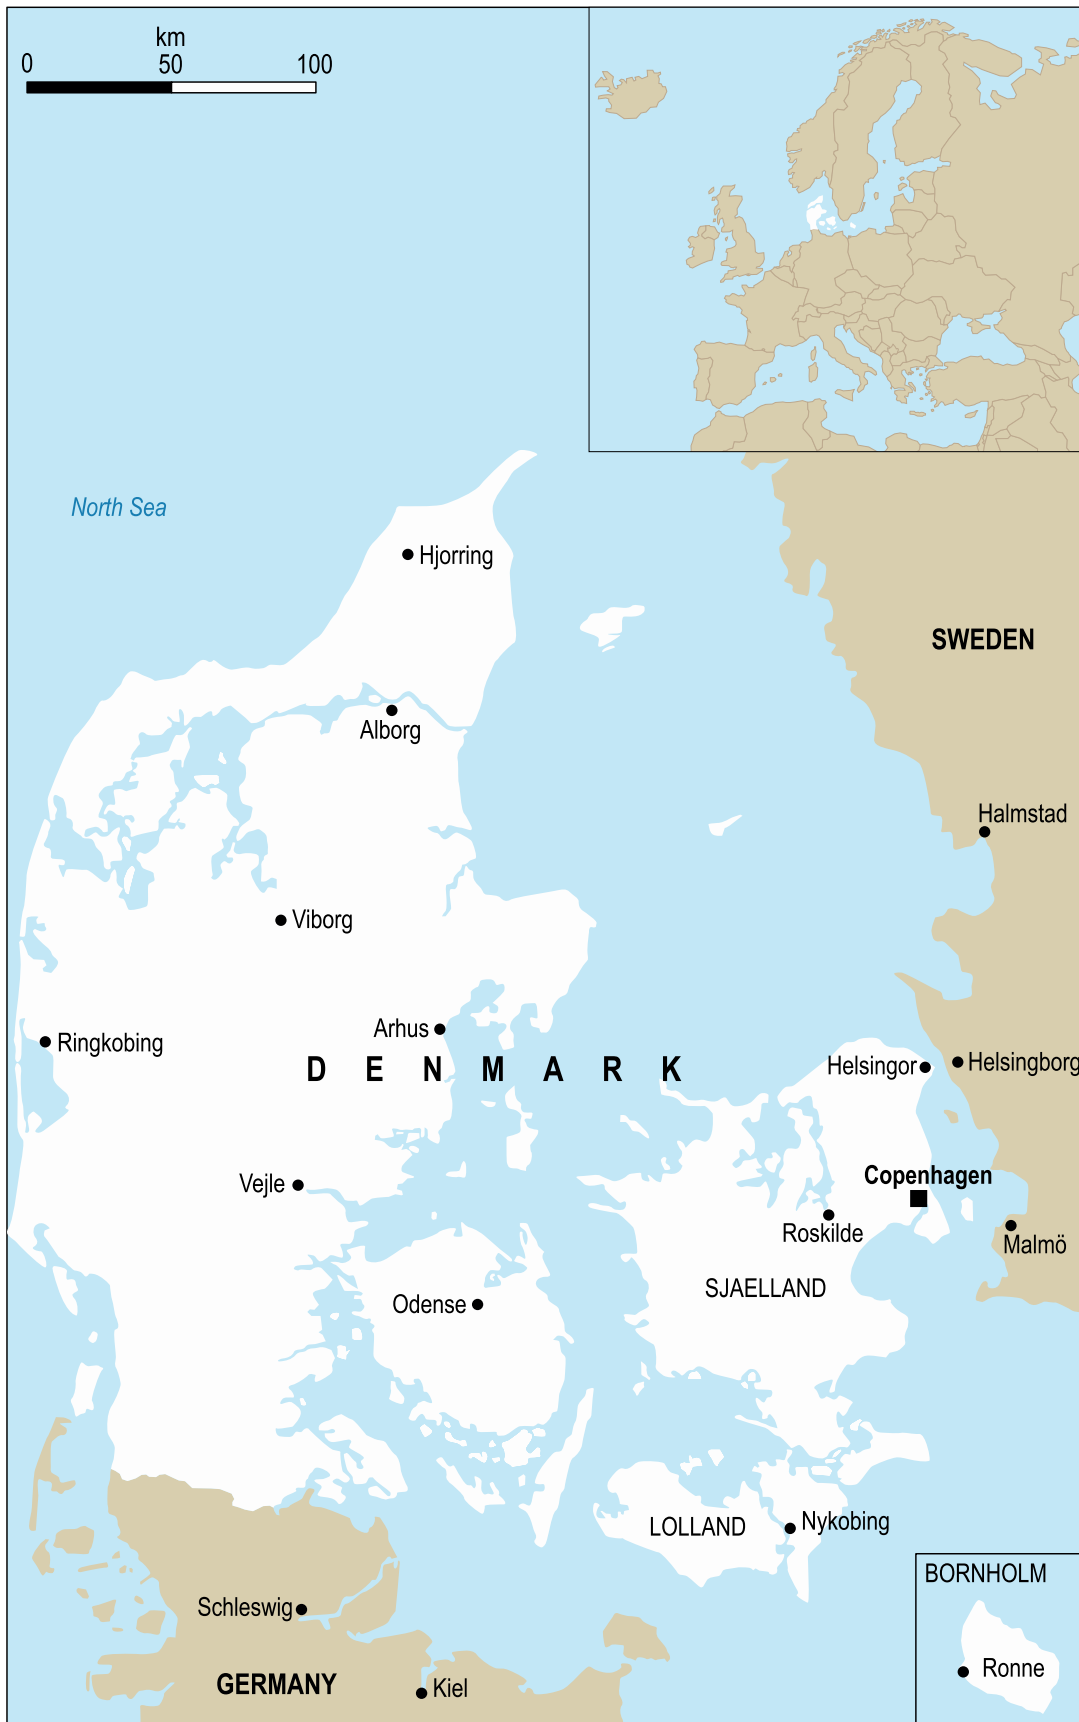 km
0 50 100
North Sea
Hjorring
SWEDEN
Alborg
Halmstad
Viborg
Arhus
Ringkobing
DENMARK
Helsingor
Helsingborg
Vejle
Copenhagen
Roskilde
Malmö
SJAELLAND
Odense
LOLLAND
Nykobing
BORNHOLM
Schleswig
Ronne
GERMANY
Kiel